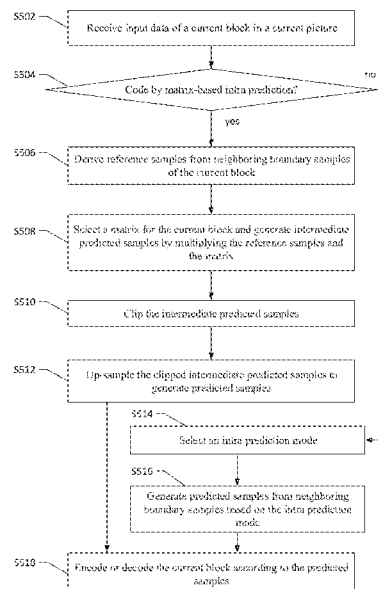 S502
Receive input data of a current block in a current picture
S504
no
Code by matrix-based intra prediction?
yes
S506
Derive reference samples from neighboring boundary samples
of the current block
S508
Select a matrix for the current block and generate intermediate
predicted samples by multiplying the reference samples and
the matrix
S510
Clip the intermediate predicted samples
S512
Up-sample the clipped intermediate predicted samples to
generate predicted samples
S514
Select an intra prediction mode
S516
Generate predicted samples from neighboring
boundary samples based on the intra prediction
mode
S518
Encode or decode the current block according to the predicted
samples